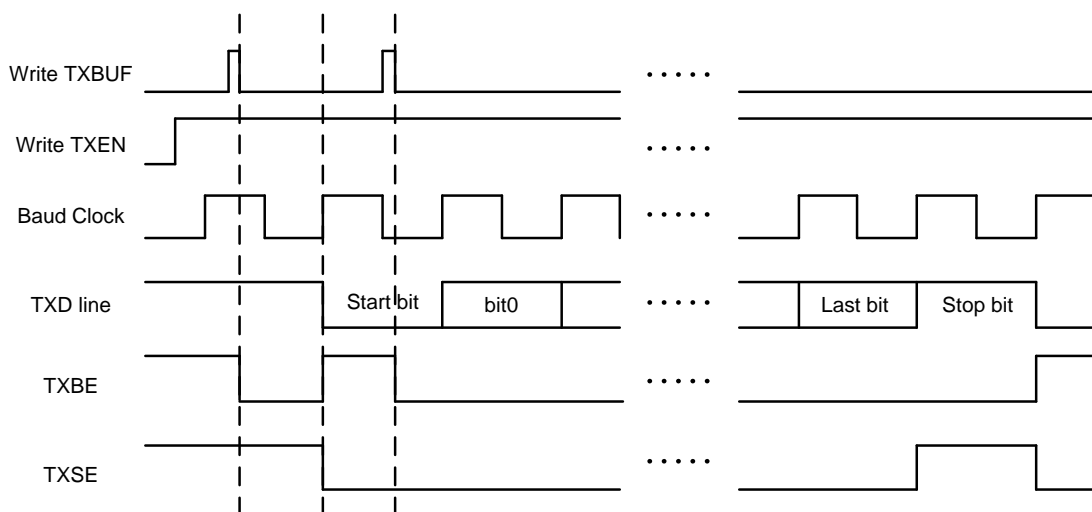 Write TXBUF
Write TXEN
Baud Clock
TXD line
Start bit
bit0
Last bit
Stop bit
TXBE
TXSE